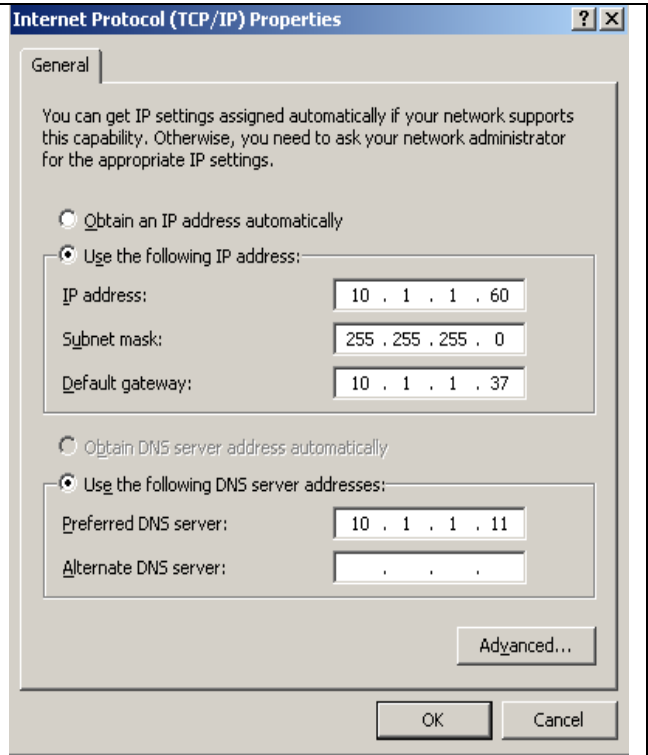 Internet Protocol (TCP/IP) Properties
General
You can get IP settings assigned automatically if your network supports
this capability. Otherwise, you need to ask your network administrator
for the appropriate IP settings.
Obtain an IP address automatically
Use the following IP address:
IP address: 10 . 1 . 1 . 60
Subnet mask: 255 . 255 . 255 . 0
Default gateway: 10 . 1 . 1 . 37
Obtain DNS server address automatically
Use the following DNS server addresses:
Preferred DNS server: 10 . 1 . 1 . 11
Alternate DNS server: . . .
Advanced...
OK Cancel